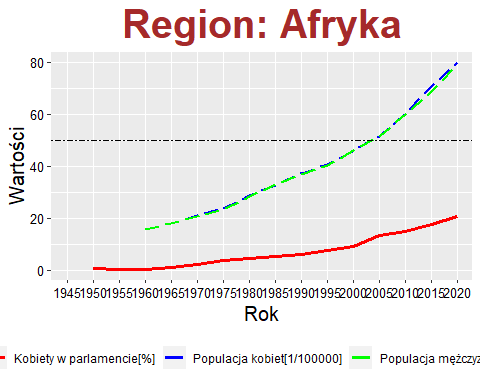 Region: Afryka
80
60
40
20
0
Wartości
1945 1950 1955 1960 1965 1970 1975 1980 1985 1990 1995 2000 2005 2010 2015 2020
Rok
Kobiety w parlamencie[%] Populacja kobiet[1/100000] Populacja mężczyz